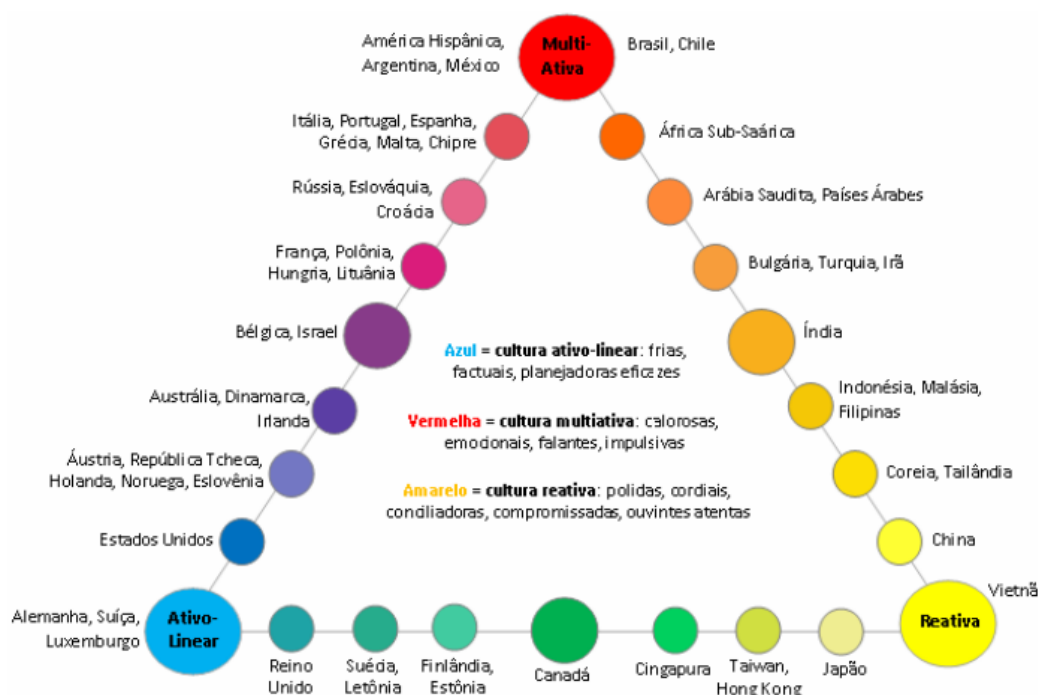 América Hispânica,
Argentina, México
Multi-
Ativa
Brasil, Chile
Itália, Portugal, Espanha,
Grécia, Malta, Chipre
África Sub-Saárica
Rússia, Eslováquia,
Croácia
Arábia Saudita, Países Árabes
França, Polônia,
Hungria, Lituânia
Bulgária, Turquia, Irã
Bélgica, Israel
Índia
Azul = cultura ativo-linear: frias,
factuais, planejadoras eficazes
Austrália, Dinamarca,
Irlanda
Indonésia, Malásia,
Filipinas
Vermelha = cultura multiativa: calorosas,
emocionais, falantes, impulsivas
Áustria, República Tcheca,
Holanda, Noruega, Eslovênia
Coreia, Tailândia
Amarelo = cultura reativa: polidas, cordiais,
conciliadoras, compromissadas, ouvintes atentas
Estados Unidos
China
Alemanha, Suíça,
Luxemburgo
Ativo-
Linear
Vietnã
Reativa
Reino
Unido
Suécia,
Letônia
Finlândia,
Estônia
Canadá
Cingapura
Taiwan,
Hong Kong
Japão